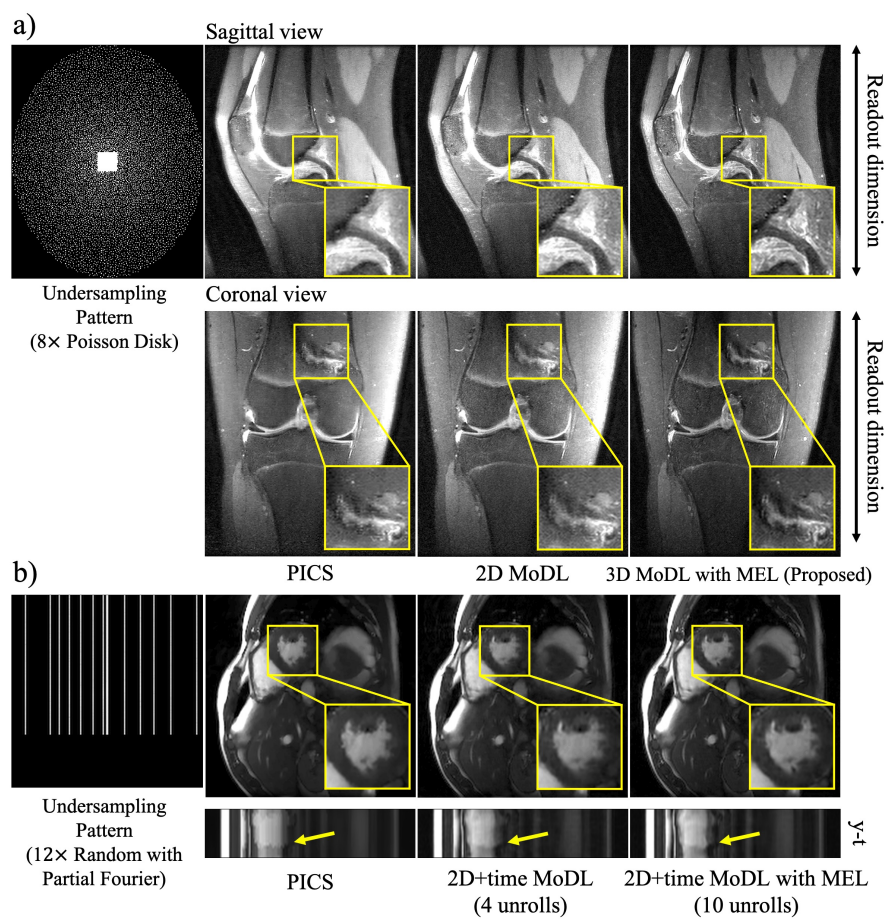 a)
Sagittal view
Readout dimension
Undersampling
Pattern
(8× Poisson Disk)
Coronal view
Readout dimension
PICS
2D MoDL
3D MoDL with MEL (Proposed)
b)
Undersampling
Pattern
(12× Random with
Partial Fourier)
y-t
PICS
2D+time MoDL
(4 unrolls)
2D+time MoDL with MEL
(10 unrolls)